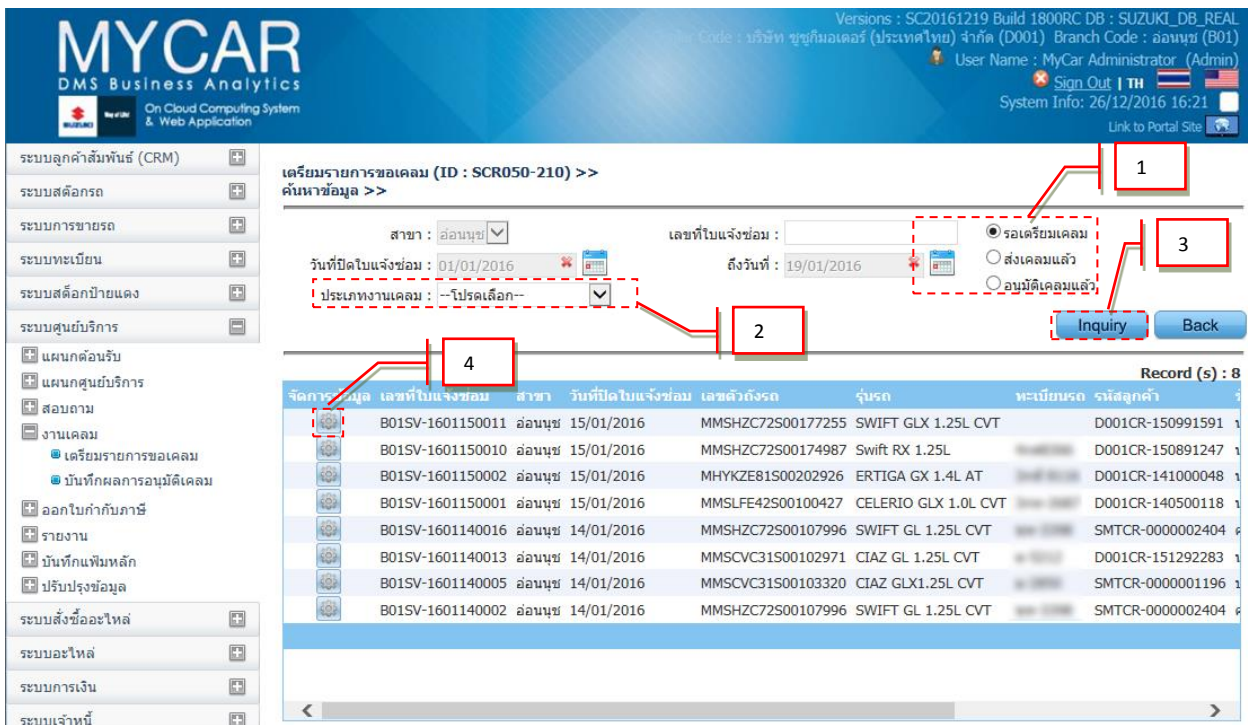 MYCAR
DMS Business Analytics
On Cloud Computing System
& Web Application
SUZUKI
Way of Life!
Versions : SC20161219 Build 1800RC DB : SUZUKI_DB_REAL
Code : บริษัท ซูซูกิมอเตอร์ (ประเทศไทย) จำกัด (D001) Branch Code : อ่อนนุช (B01)
User Name : MyCar Administrator (Admin)
Sign Out | TH
System Info: 26/12/2016 16:21
Link to Portal Site
ระบบลูกค้าสัมพันธ์ (CRM)
ระบบสต๊อกรถ
ระบบการขายรถ
ระบบทะเบียน
ระบบสต็อกป้ายแดง
ระบบศูนย์บริการ
แผนกต้อนรับ
แผนกศูนย์บริการ
สอบถาม
งานเคลม
เตรียมรายการขอเคลม
บันทึกผลการอนุมัติเคลม
ออกใบกำกับภาษี
รายงาน
บันทึกแฟ้มหลัก
ปรับปรุงข้อมูล
ระบบสั่งซื้ออะไหล่
ระบบอะไหล่
ระบบการเงิน
ระบบเจ้าหนี้
เตรียมรายการขอเคลม (ID : SCR050-210) >>
ค้นหาข้อมูล >>
1
สาขา : อ่อนนุช เลขที่ใบแจ้งซ่อม : รอเตรียมเคลม
3
วันที่ปิดใบแจ้งซ่อม : 01/01/2016 ถึงวันที่ : 19/01/2016 ส่งเคลมแล้ว
ประเภทงานเคลม : --โปรดเลือก-- อนุมัติเคลมแล้ว
2
Inquiry Back
4
Record (s) : 8
จัดการข้อมูล เลขที่ใบแจ้งซ่อม สาขา วันที่ปิดใบแจ้งซ่อม เลขตัวถังรถ รุ่นรถ ทะเบียนรถ รหัสลูกค้า
B01SV-1601150011 อ่อนนุช 15/01/2016 MMSHZC72S00177255 SWIFT GLX 1.25L CVT D001CR-150991591
B01SV-1601150010 อ่อนนุช 15/01/2016 MMSHZC72S00174987 Swift RX 1.25L D001CR-150891247
B01SV-1601150002 อ่อนนุช 15/01/2016 MHYKZE81S00202926 ERTIGA GX 1.4L AT D001CR-141000048
B01SV-1601150001 อ่อนนุช 15/01/2016 MMSLFE42S00100427 CELERIO GLX 1.0L CVT D001CR-140500118
B01SV-1601140016 อ่อนนุช 14/01/2016 MMSHZC72S00107996 SWIFT GL 1.25L CVT SMTCR-0000002404
B01SV-1601140013 อ่อนนุช 14/01/2016 MMSCVC31S00102971 CIAZ GL 1.25L CVT D001CR-151292283
B01SV-1601140005 อ่อนนุช 14/01/2016 MMSCVC31S00103320 CIAZ GLX1.25L CVT SMTCR-0000001196
B01SV-1601140002 อ่อนนุช 14/01/2016 MMSHZC72S00107996 SWIFT GL 1.25L CVT SMTCR-0000002404